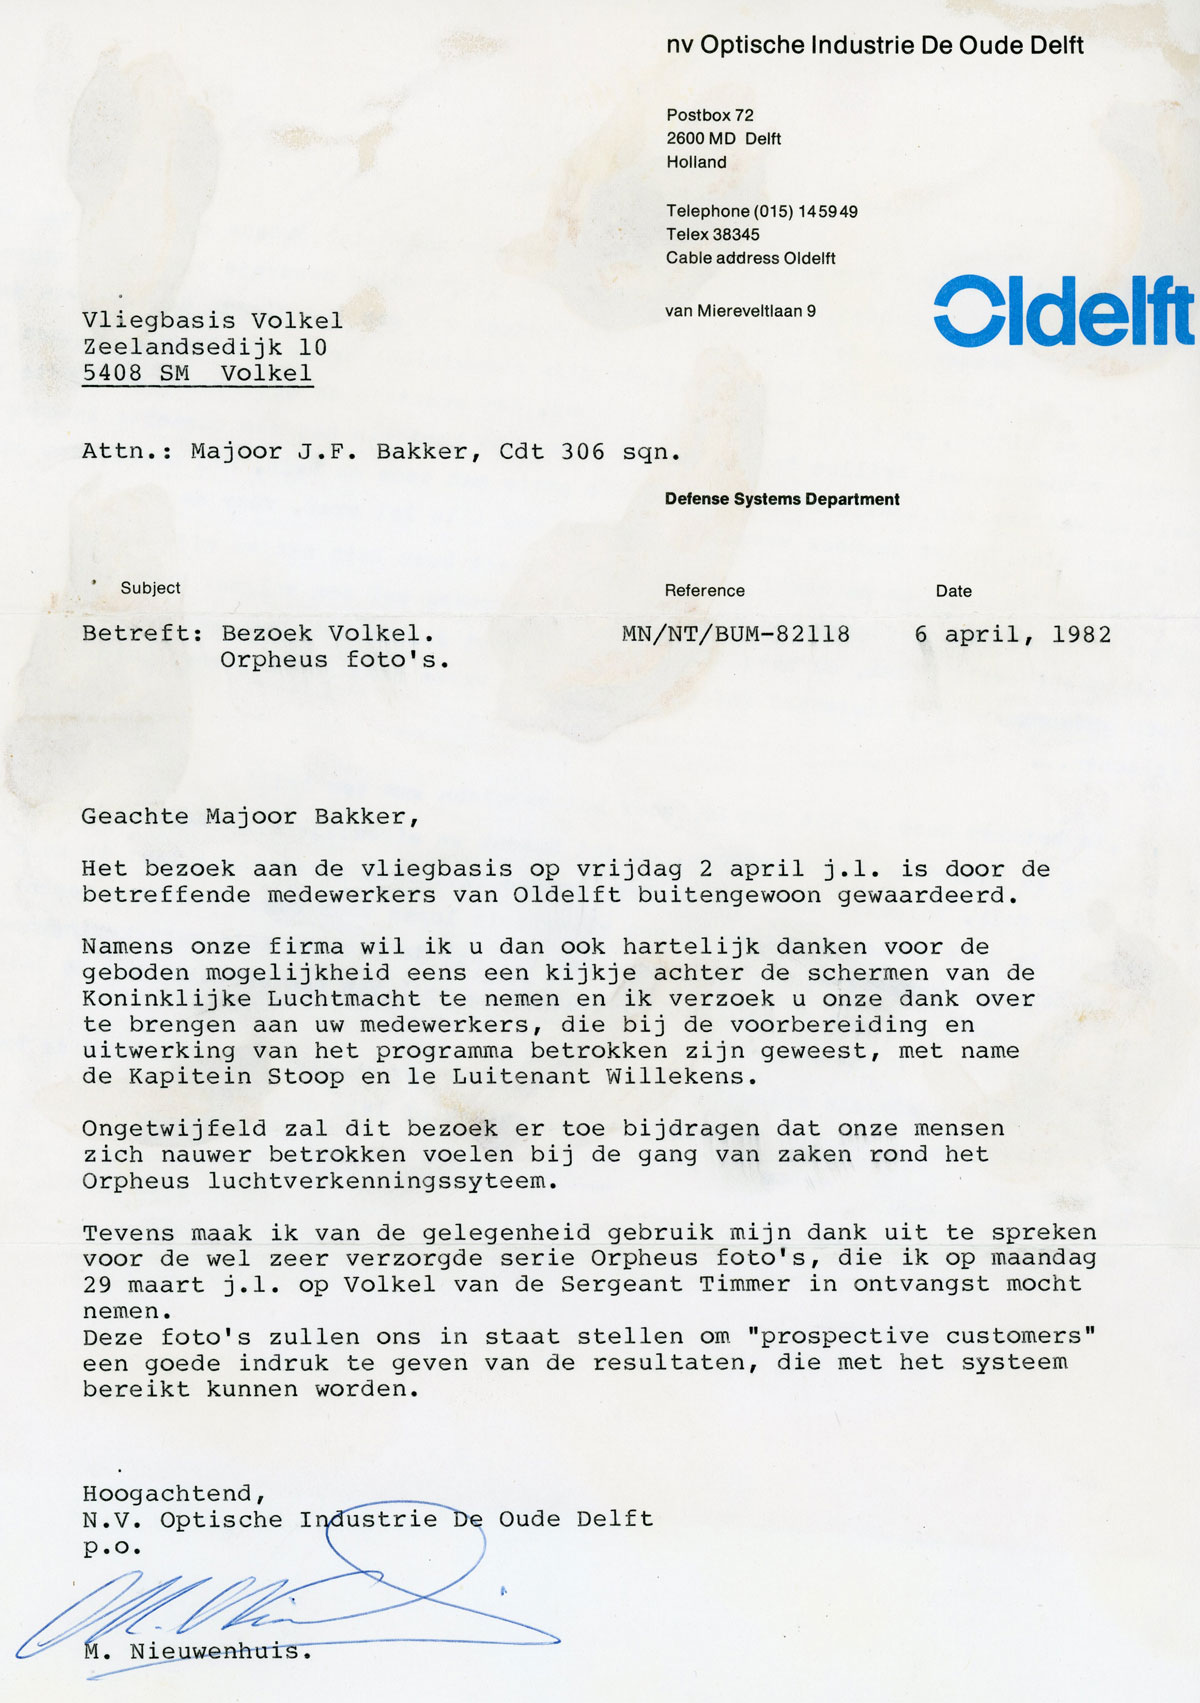 nv Optische Industrie De Oude Delft
Postbox 72
2600 MD Delft
Holland
Telephone (015) 145949
Telex 38345
Cable address Oldelft
van Miereveltlaan 9
Oldelft
Vliegbasis Volkel
Zeelandsedijk 10
5408 SM Volkel
Attn.: Majoor J.F. Bakker, Cdt 306 sqn.
Defense Systems Department
Subject
Reference
Date
Betreft: Bezoek Volkel. MN/NT/BUM-82118 6 april, 1982
Orpheus foto's.
Geachte Majoor Bakker,
Het bezoek aan de vliegbasis op vrijdag 2 april j.l. is door de
betreffende medewerkers van Oldelft buitengewoon gewaardeerd.
Namens onze firma wil ik u dan ook hartelijk danken voor de
geboden mogelijkheid eens een kijkje achter de schermen van de
Koninklijke Luchtmacht te nemen en ik verzoek u onze dank over
te brengen aan uw medewerkers, die bij de voorbereiding en
uitwerking van het programma betrokken zijn geweest, met name
de Kapitein Stoop en 1e Luitenant Willekens.
Ongetwijfeld zal dit bezoek er toe bijdragen dat onze mensen
zich nauwer betrokken voelen bij de gang van zaken rond het
Orpheus luchtverkenningssyteem.
Tevens maak ik van de gelegenheid gebruik mijn dank uit te spreken
voor de wel zeer verzorgde serie Orpheus foto's, die ik op maandag
29 maart j.l. op Volkel van de Sergeant Timmer in ontvangst mocht
nemen.
Deze foto's zullen ons in staat stellen om "prospective customers"
een goede indruk te geven van de resultaten, die met het systeem
bereikt kunnen worden.
Hoogachtend,
N.V. Optische Industrie De Oude Delft
p.o.
M. Nieuwenhuis.